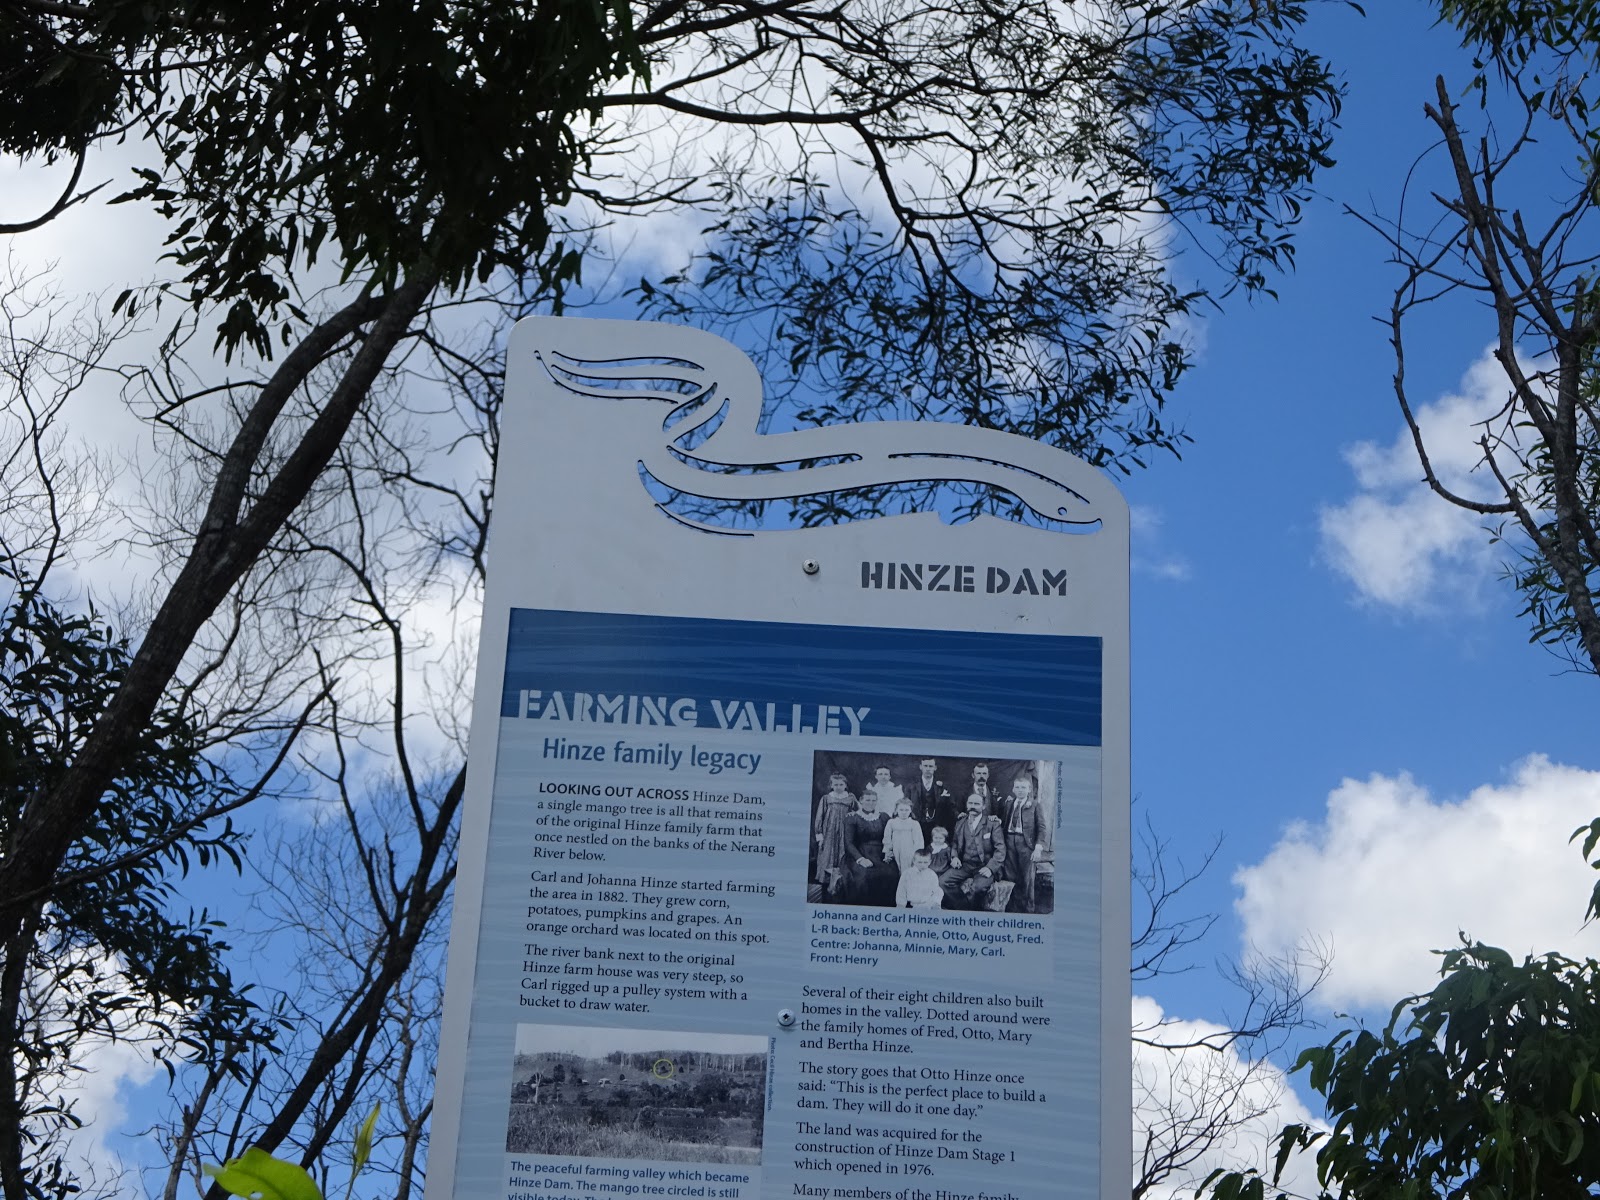 HINZE DAM
FARMING VALLEY
Hinze family legacy
LOOKING OUT ACROSS Hinze Dam,
a single mango tree is all that remains
of the original Hinze family farm that
once nestled on the banks of the Nerang
River below.
Carl and Johanna Hinze started farming
the area in 1882. They grew corn,
potatoes, pumpkins and grapes. An
orange orchard was located on this spot.
The river bank next to the original
Hinze farm house was very steep, so
Carl rigged up a pulley system with a
bucket to draw water.
The peaceful farming valley which became
Hinze Dam. The mango tree circled is still
visible today. The
Johanna and Carl Hinze with their children.
L-R back: Bertha, Annie, Otto, August, Fred.
Centre: Johanna, Minnie, Mary, Carl.
Front: Henry
Several of their eight children also built
homes in the valley. Dotted around were
the family homes of Fred, Otto, Mary
and Bertha Hinze.
The story goes that Otto Hinze once
said: “This is the perfect place to build a
dam. They will do it one day.”
The land was acquired for the
construction of Hinze Dam Stage 1
which opened in 1976.
Many members of the Hinze family